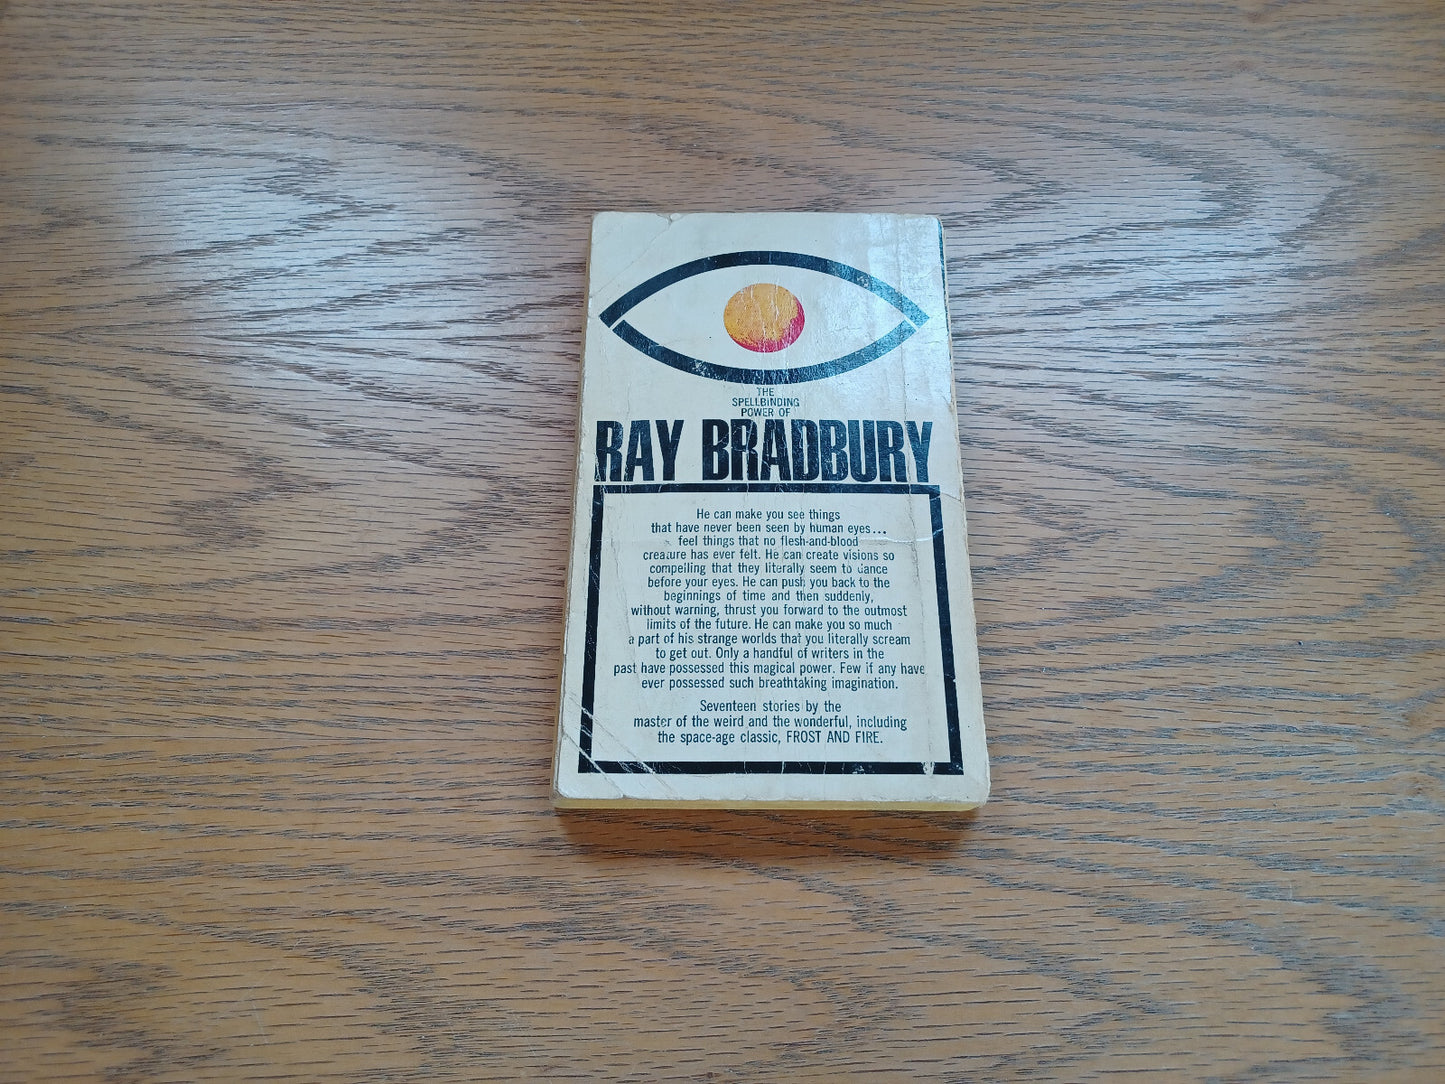 THE
SPELLBINDING
POWER OF
RAY BRADBURY
He can make you see things
that have never been seen by human eyes...
feel things that no flesh-and-blood
creature has ever felt. He can create visions so
compelling that they literally seem to dance
before your eyes. He can push you back to the
beginnings of time and then suddenly,
without warning, thrust you forward to the outmost
limits of the future. He can make you so much
a part of his strange worlds that you literally scream
to get out. Only a handful of writers in the
past have possessed this magical power. Few if any have
ever possessed such breathtaking imagination.
Seventeen stories by the
master of the weird and the wonderful, including
the space-age classic, FROST AND FIRE.